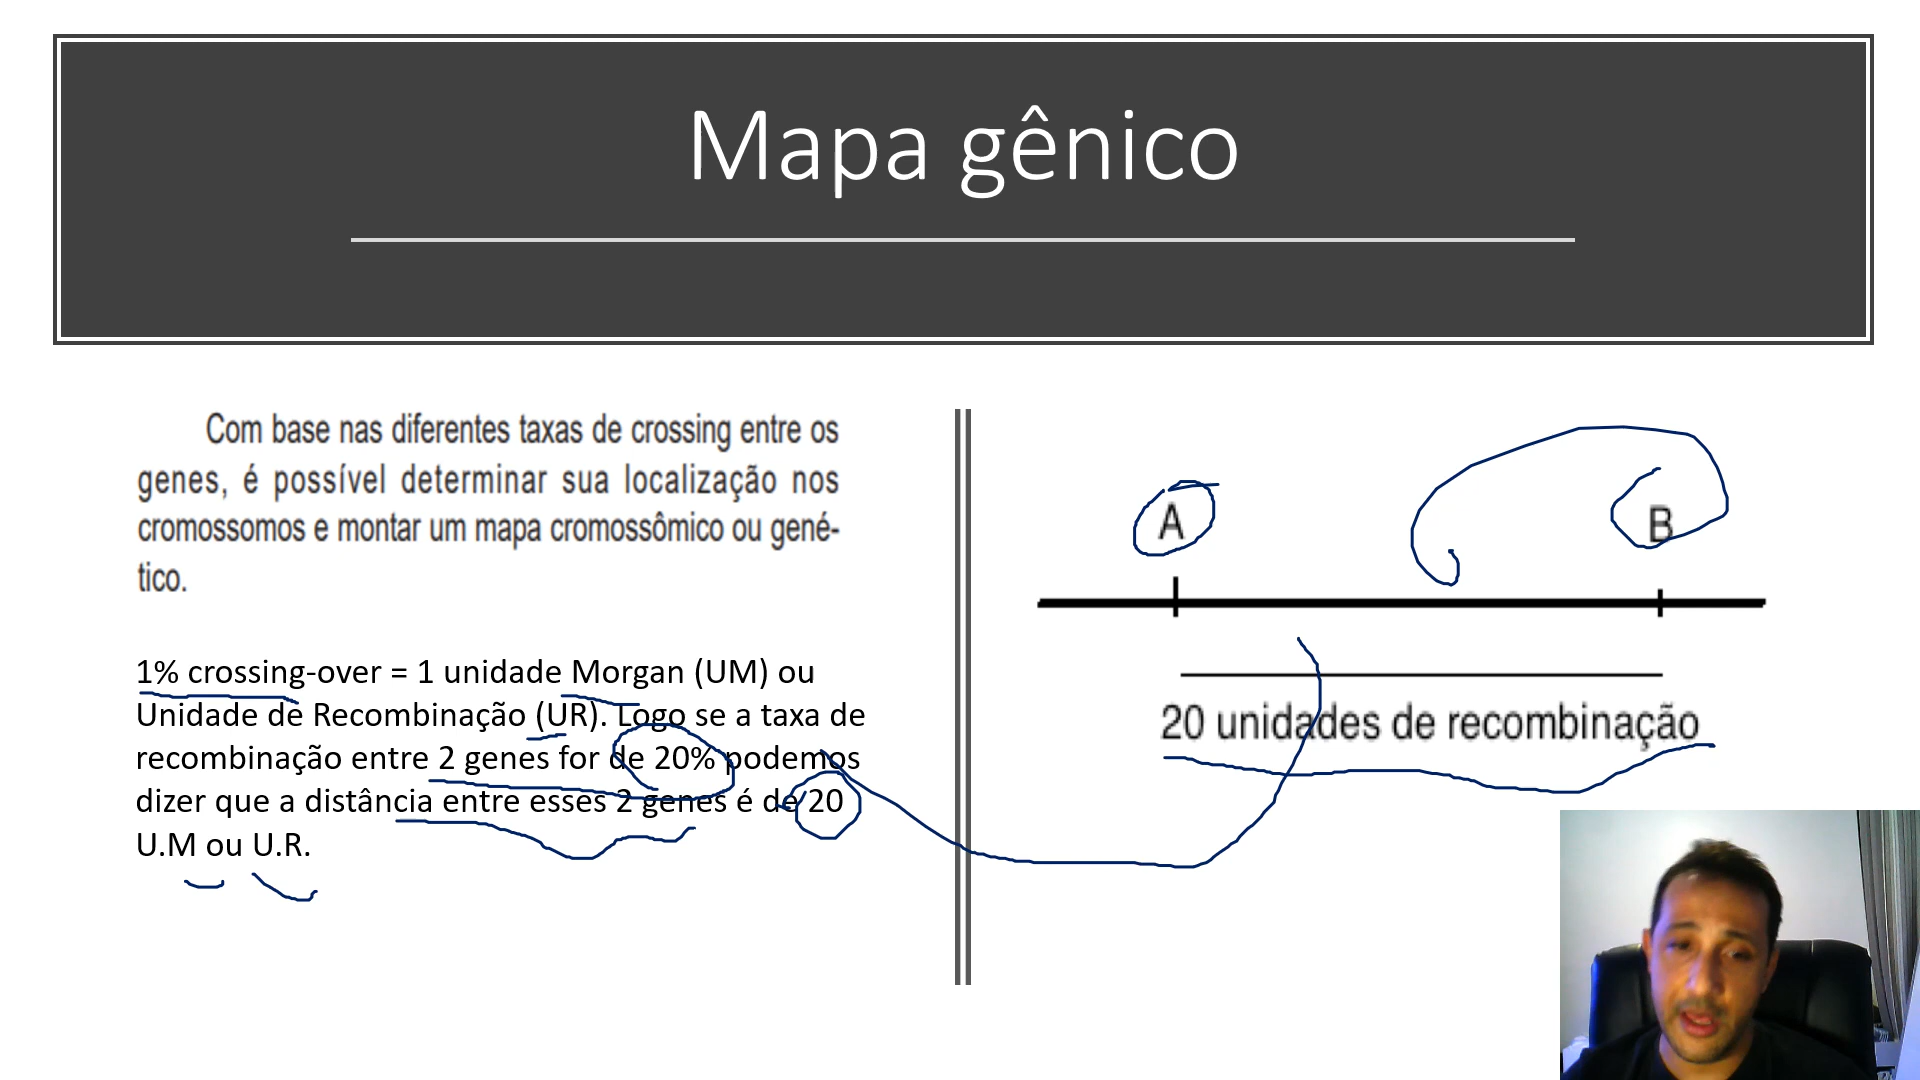 Mapa gênico
Com base nas diferentes taxas de crossing entre os
genes, é possível determinar sua localização nos
cromossomos e montar um mapa cromossômico ou gené-
tico.
1% crossing-over = 1 unidade Morgan (UM) ou
Unidade de Recombinação (UR). Logo se a taxa de
recombinação entre 2 genes for de 20% podemos
dizer que a distância entre esses 2 genes é de 20
U.M ou U.R.
A B
20 unidades de recombinação